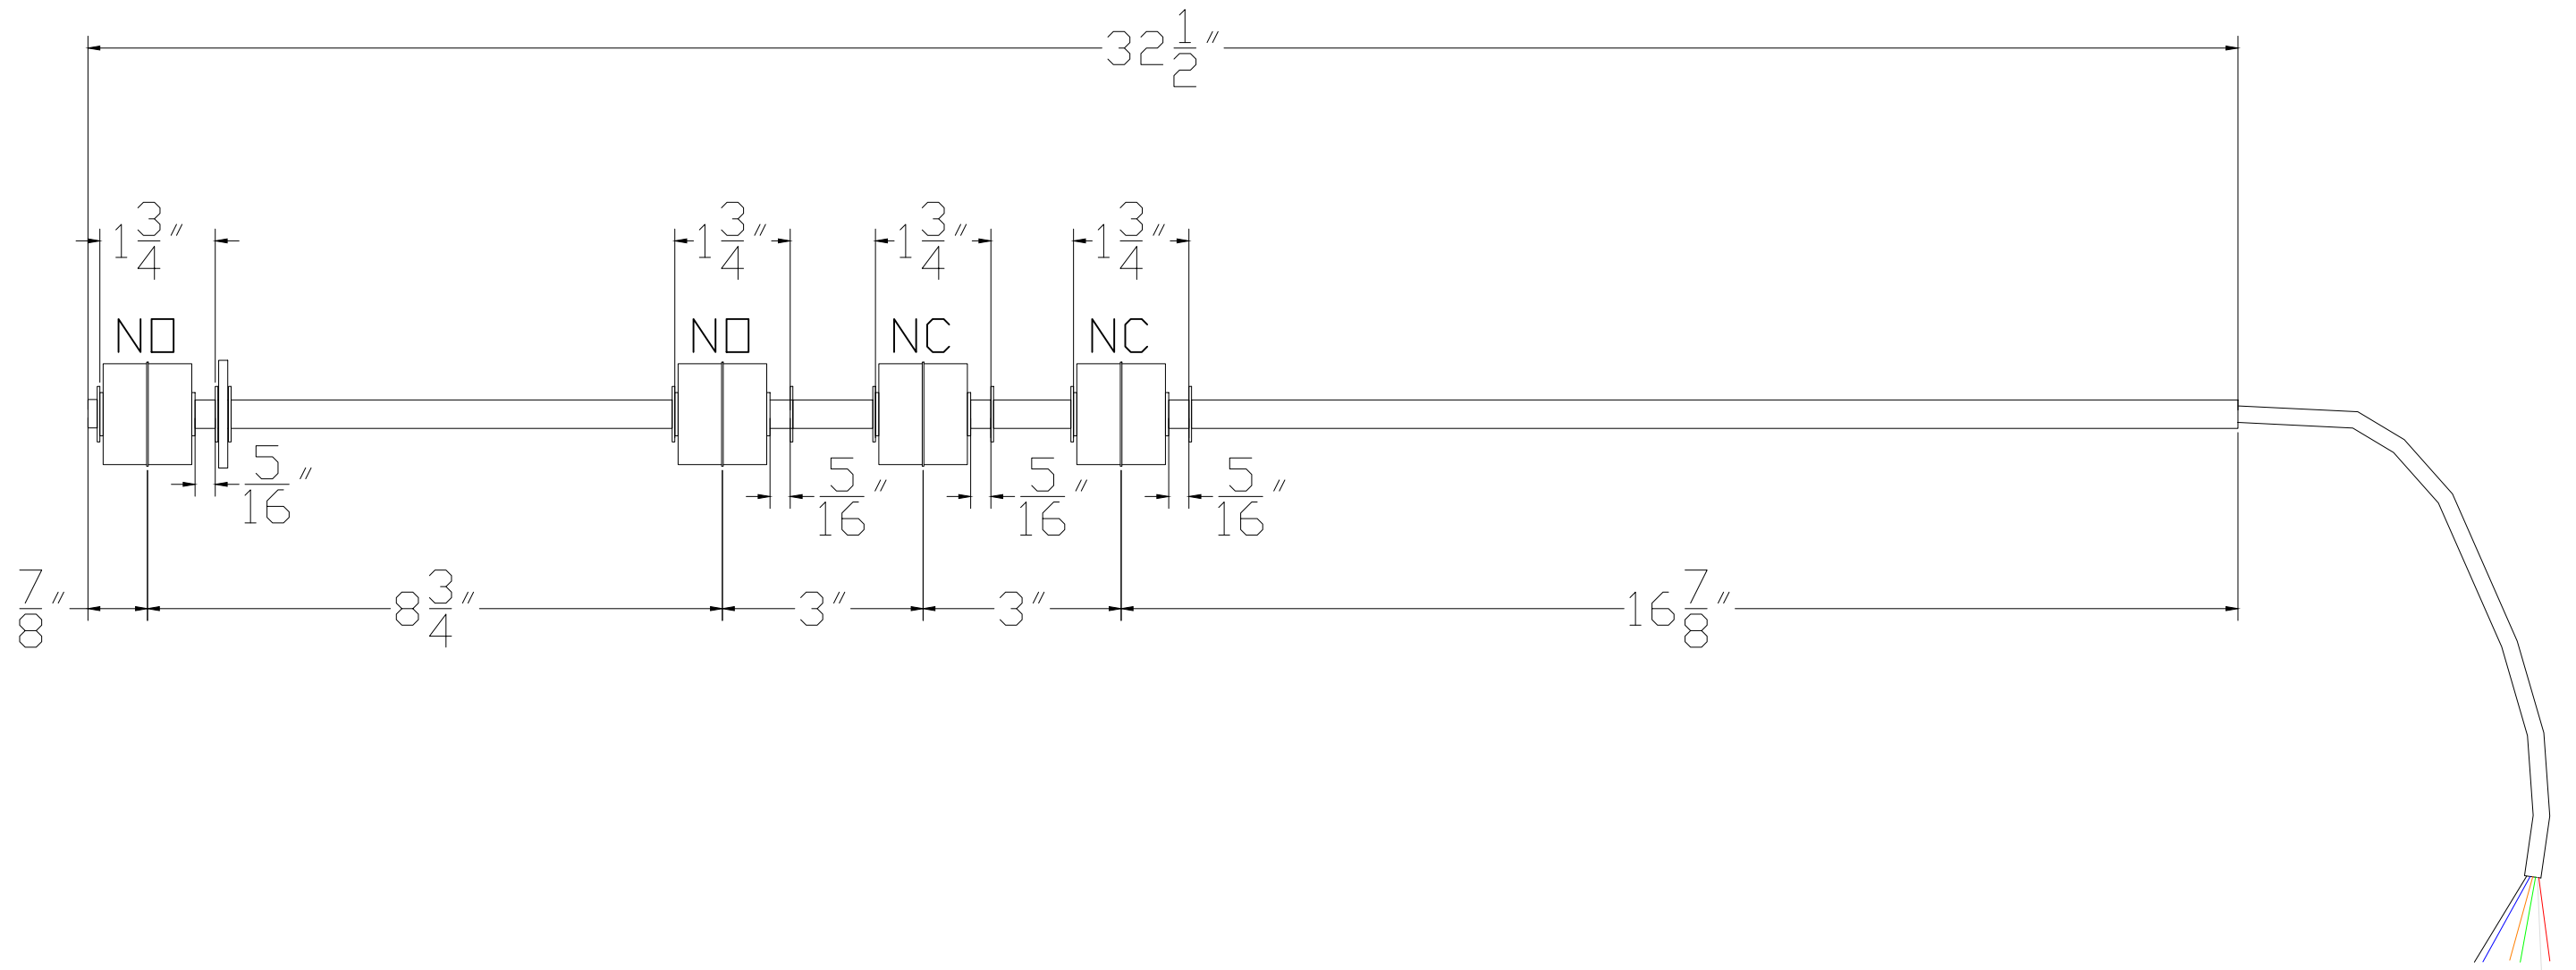 32 1/2"
1 3/4" 1 3/4" 1 3/4" 1 3/4"
NO NO NC NC
5/16" 5/16" 5/16" 5/16"
7/8" 8 3/4" 3" 3" 16 7/8"